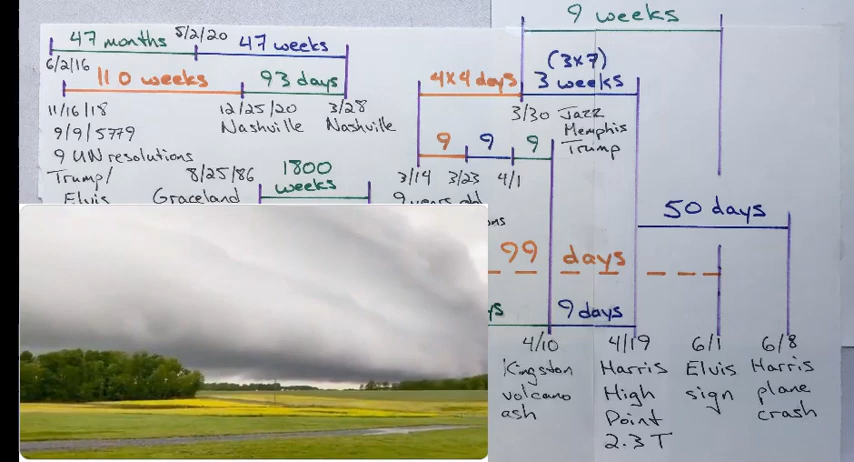 9 weeks
47 months 5/2/20 47 weeks
6/2/16
110 weeks 93 days
11/16/18 12/25/20 3/28
9/9/5779 Nashville Nashville
9 UN resolutions
Trump/ 8/25/86 1800
Elvis Graceland weeks
(3x7)
4x4 days 3 weeks
3/30 Jazz
Memphis
Trump
9 9 9
3/14 3/23 4/1
9 years old
50 days
99 days
9 days
4/10 4/19 6/1 6/8
Kingston Harris Elvis Harris
volcano High sign plane
ash Point crash
2.3 T